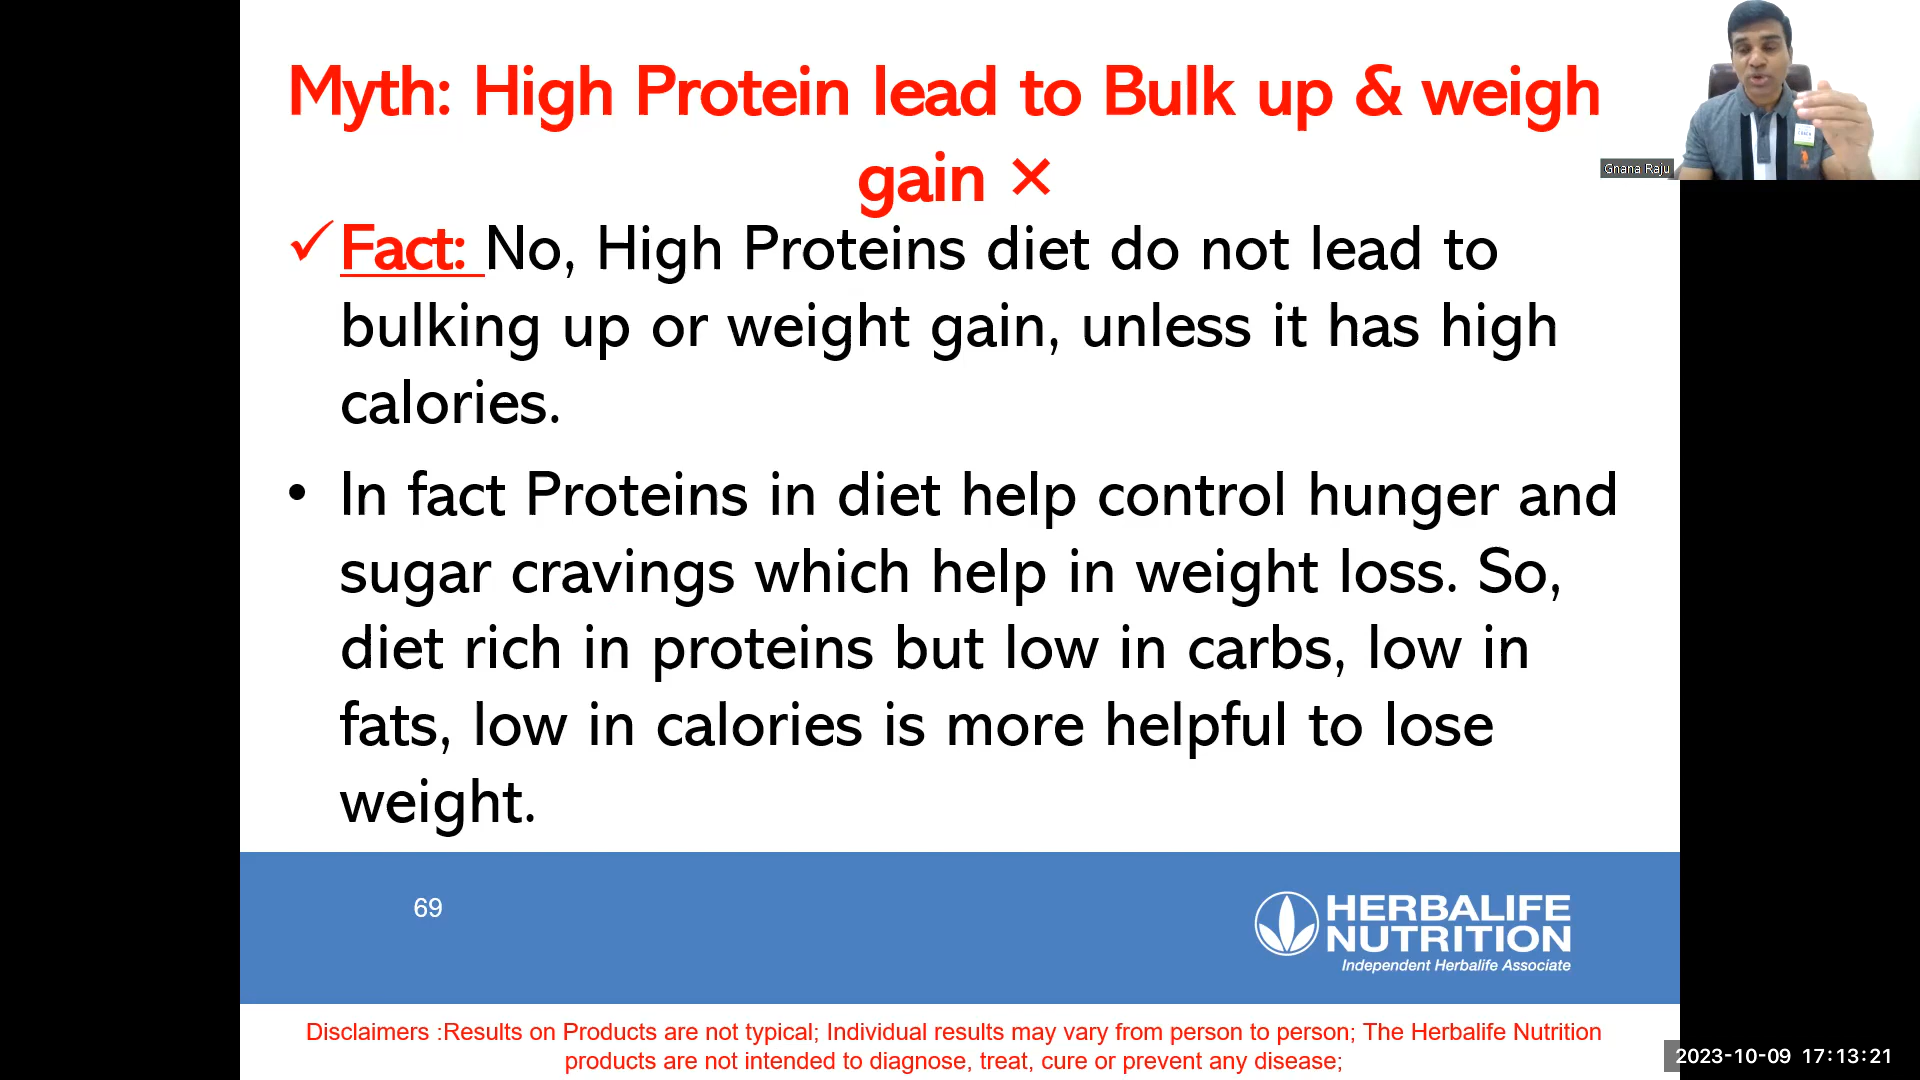 Myth: High Protein lead to Bulk up & weigh
gain ×
✓Fact: No, High Proteins diet do not lead to
bulking up or weight gain, unless it has high
calories.
• In fact Proteins in diet help control hunger and
sugar cravings which help in weight loss. So,
diet rich in proteins but low in carbs, low in
fats, low in calories is more helpful to lose
weight.
69
HERBALIFE
NUTRITION
Independent Herbalife Associate
Disclaimers :Results on Products are not typical; Individual results may vary from person to person; The Herbalife Nutrition
products are not intended to diagnose, treat, cure or prevent any disease;
Gnana Raju
2023-10-09 17:13:21